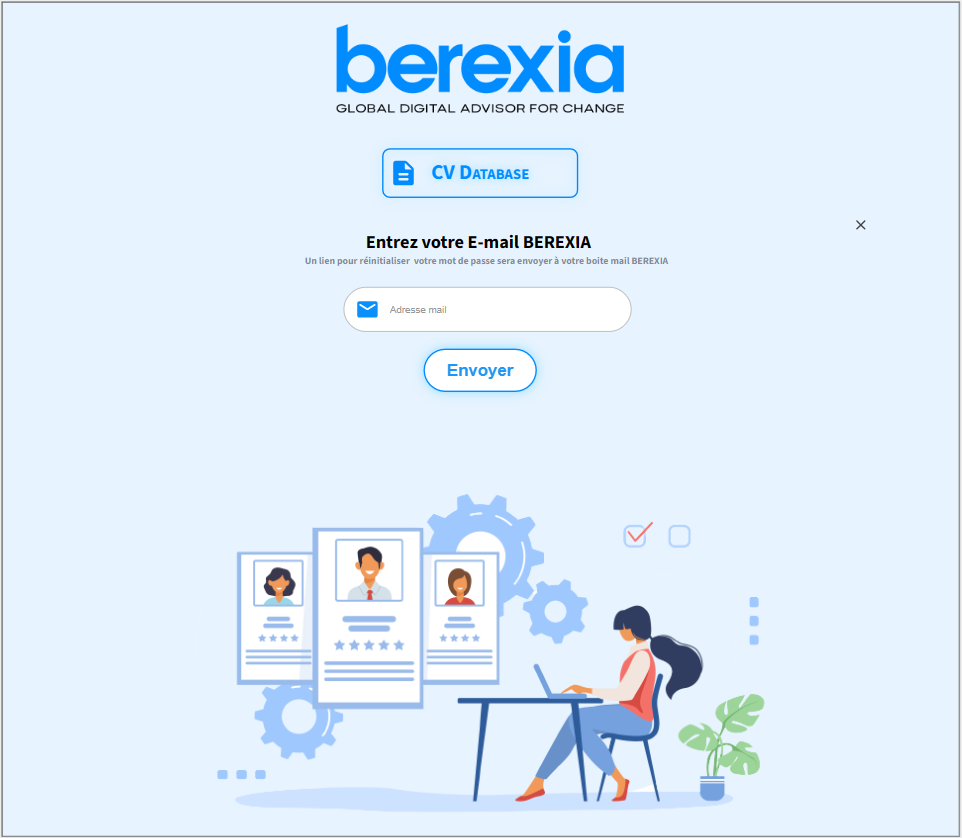 berexia
GLOBAL DIGITAL ADVISOR FOR CHANGE
CV DATABASE
Entrez votre E-mail BEREXIA
Un lien pour réinitialiser votre mot de passe sera envoyer à votre boite mail BEREXIA
Adresse mail
Envoyer